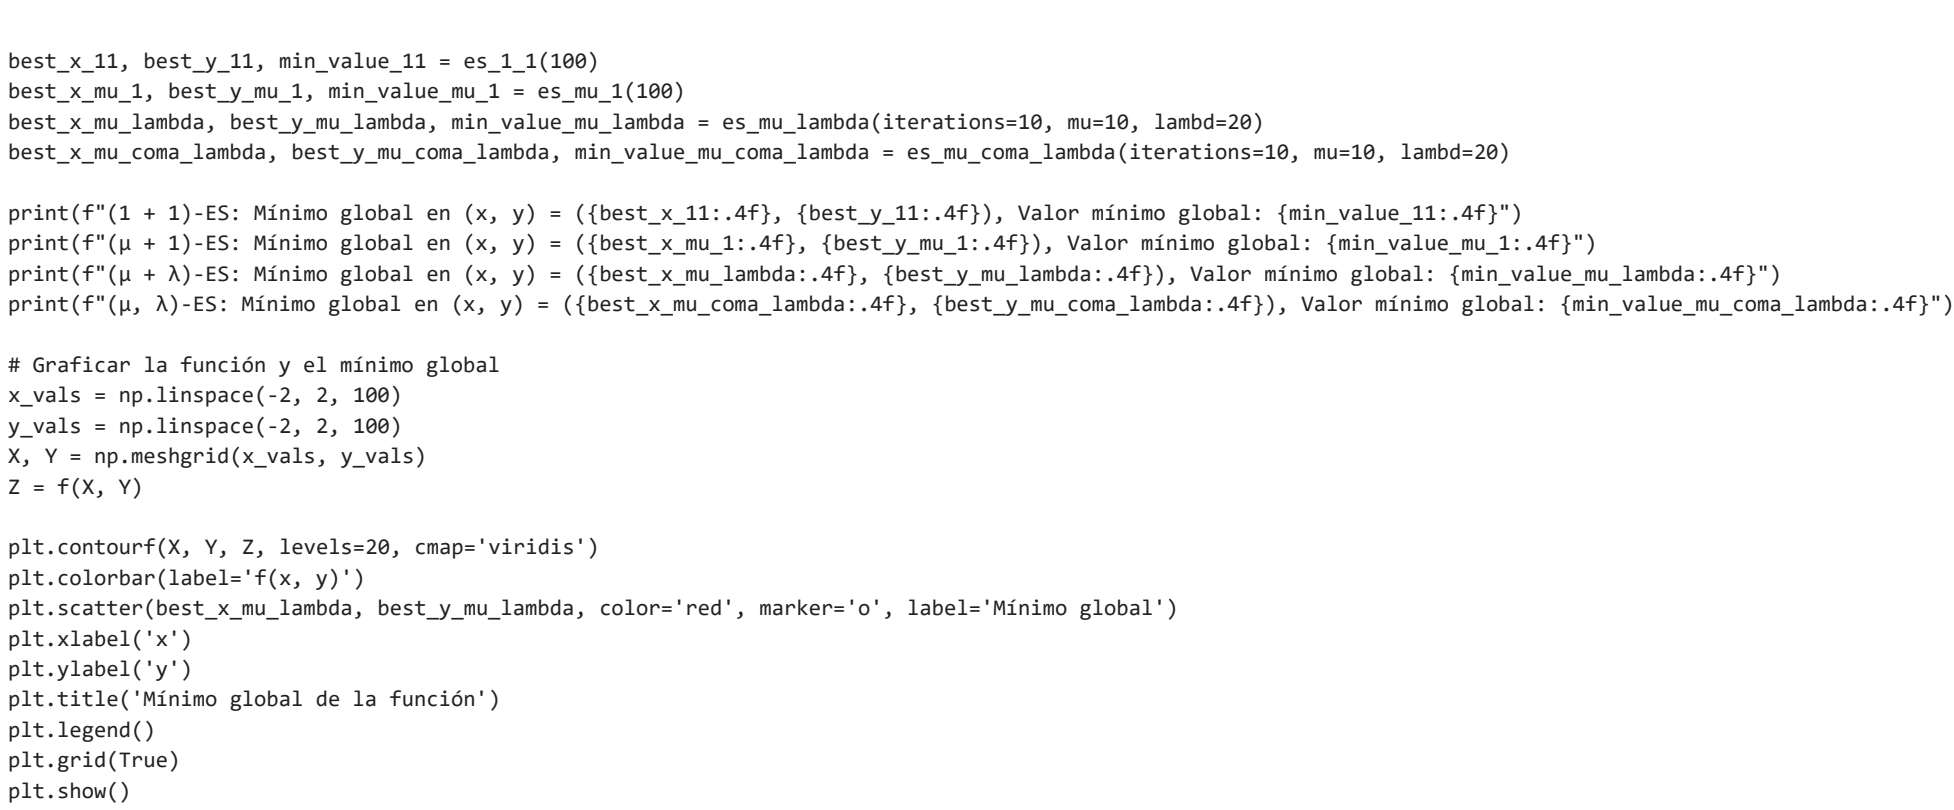 best_x_11, best_y_11, min_value_11 = es_1_1(100)
best_x_mu_1, best_y_mu_1, min_value_mu_1 = es_mu_1(100)
best_x_mu_lambda, best_y_mu_lambda, min_value_mu_lambda = es_mu_lambda(iterations=10, mu=10, lambd=20)
best_x_mu_coma_lambda, best_y_mu_coma_lambda, min_value_mu_coma_lambda = es_mu_coma_lambda(iterations=10, mu=10, lambd=20)

print(f"(1 + 1)-ES: Mínimo global en (x, y) = ({best_x_11:.4f}, {best_y_11:.4f}), Valor mínimo global: {min_value_11:.4f}")
print(f"(μ + 1)-ES: Mínimo global en (x, y) = ({best_x_mu_1:.4f}, {best_y_mu_1:.4f}), Valor mínimo global: {min_value_mu_1:.4f}")
print(f"(μ + λ)-ES: Mínimo global en (x, y) = ({best_x_mu_lambda:.4f}, {best_y_mu_lambda:.4f}), Valor mínimo global: {min_value_mu_lambda:.4f}")
print(f"(μ, λ)-ES: Mínimo global en (x, y) = ({best_x_mu_coma_lambda:.4f}, {best_y_mu_coma_lambda:.4f}), Valor mínimo global: {min_value_mu_coma_lambda:.4f}")

# Graficar la función y el mínimo global
x_vals = np.linspace(-2, 2, 100)
y_vals = np.linspace(-2, 2, 100)
X, Y = np.meshgrid(x_vals, y_vals)
Z = f(X, Y)

plt.contourf(X, Y, Z, levels=20, cmap='viridis')
plt.colorbar(label='f(x, y)')
plt.scatter(best_x_mu_lambda, best_y_mu_lambda, color='red', marker='o', label='Mínimo global')
plt.xlabel('x')
plt.ylabel('y')
plt.title('Mínimo global de la función')
plt.legend()
plt.grid(True)
plt.show()